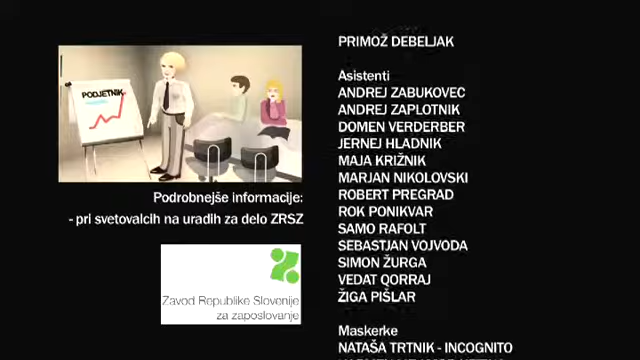 PODJETNIK
Podrobnejše informacije:
- pri svetovalcih na uradih za delo ZRSZ
Zavod Republike Slovenije
za zaposlovanje
PRIMOŽ DEBELJAK
Asistenti
ANDREJ ZABUKOVEC
ANDREJ ZAPLOTNIK
DOMEN VERDERBER
JERNEJ HLADNIK
MAJA KRIŽNIK
MARJAN NIKOLOVSKI
ROBERT PREGRAD
ROK PONIKVAR
SAMO RAFOLT
SEBASTJAN VOJVODA
SIMON ŽURGA
VEDAT QORRAJ
ŽIGA PIŠLAR
Maskerke
NATAŠA TRTNIK - INCOGNITO